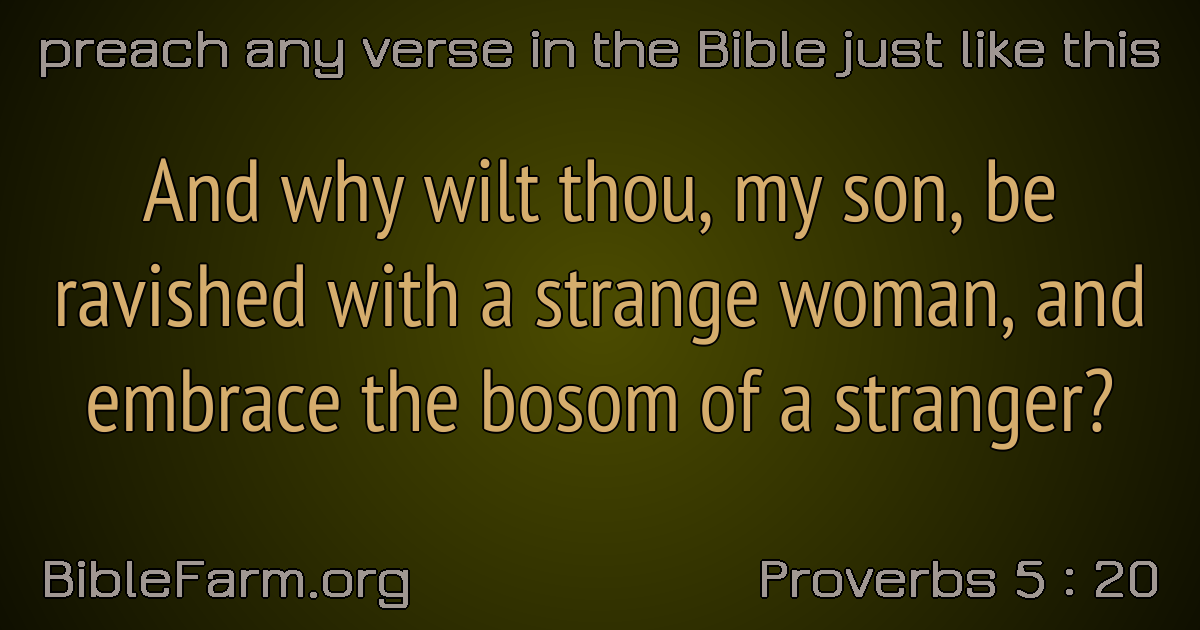 preach any verse in the Bible just like this
And why wilt thou, my son, be
ravished with a strange woman, and
embrace the bosom of a stranger?
BibleFarm.org
Proverbs 5 : 20